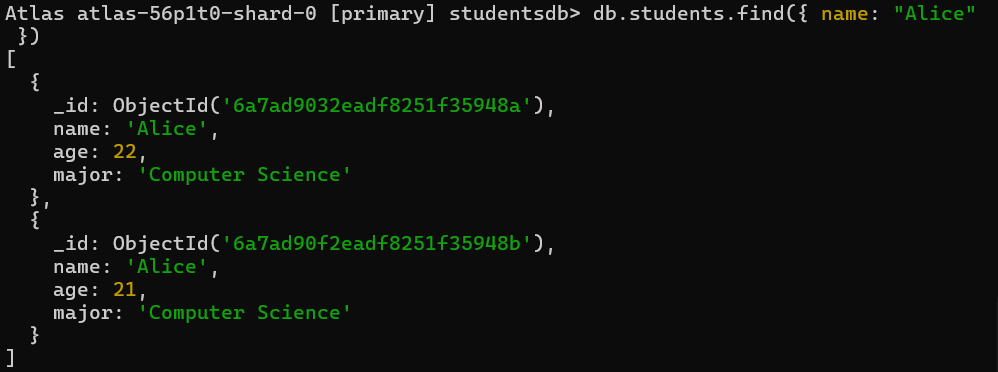 Atlas atlas-56p1t0-shard-0 [primary] studentsdb> db.students.find({ name: "Alice"
 })
[
  {
    _id: ObjectId('6a7ad9032eadf8251f35948a'),
    name: 'Alice',
    age: 22,
    major: 'Computer Science'
  },
  {
    _id: ObjectId('6a7ad90f2eadf8251f35948b'),
    name: 'Alice',
    age: 21,
    major: 'Computer Science'
  }
]